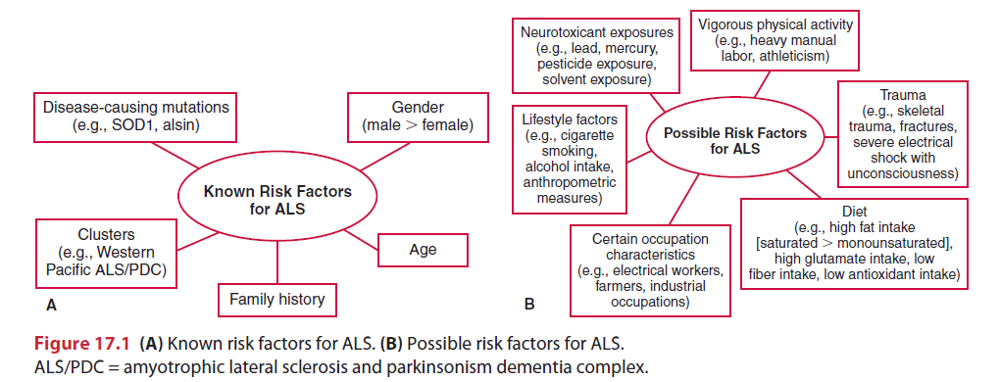 Disease-causing mutations
(e.g., SOD1, alsin)
Gender
(male > female)
Known Risk Factors
for ALS
Clusters
(e.g., Western
Pacific ALS/PDC)
Age
Family history
A
Neurotoxicant exposures
(e.g., lead, mercury,
pesticide exposure,
solvent exposure)
Vigorous physical activity
(e.g., heavy manual
labor, athleticism)
Lifestyle factors
(e.g., cigarette
smoking,
alcohol intake,
anthropometric
measures)
Possible Risk Factors
for ALS
Trauma
(e.g., skeletal
trauma, fractures,
severe electrical
shock with
unconsciousness)
Certain occupation
characteristics
(e.g., electrical workers,
farmers, industrial
occupations)
Diet
(e.g., high fat intake
[saturated > monounsaturated],
high glutamate intake, low
fiber intake, low antioxidant intake)
B
Figure 17.1 (A) Known risk factors for ALS. (B) Possible risk factors for ALS.
ALS/PDC = amyotrophic lateral sclerosis and parkinsonism dementia complex.